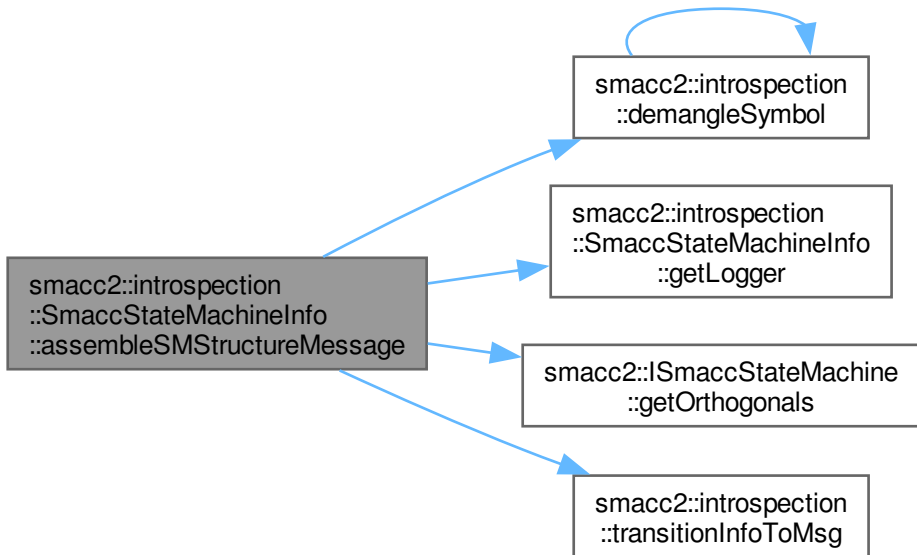 smacc2::introspection
::demangleSymbol
smacc2::introspection
::SmaccStateMachineInfo
::getLogger
smacc2::introspection
::SmaccStateMachineInfo
::assembleSMStructureMessage
smacc2::ISmaccStateMachine
::getOrthogonals
smacc2::introspection
::transitionInfoToMsg